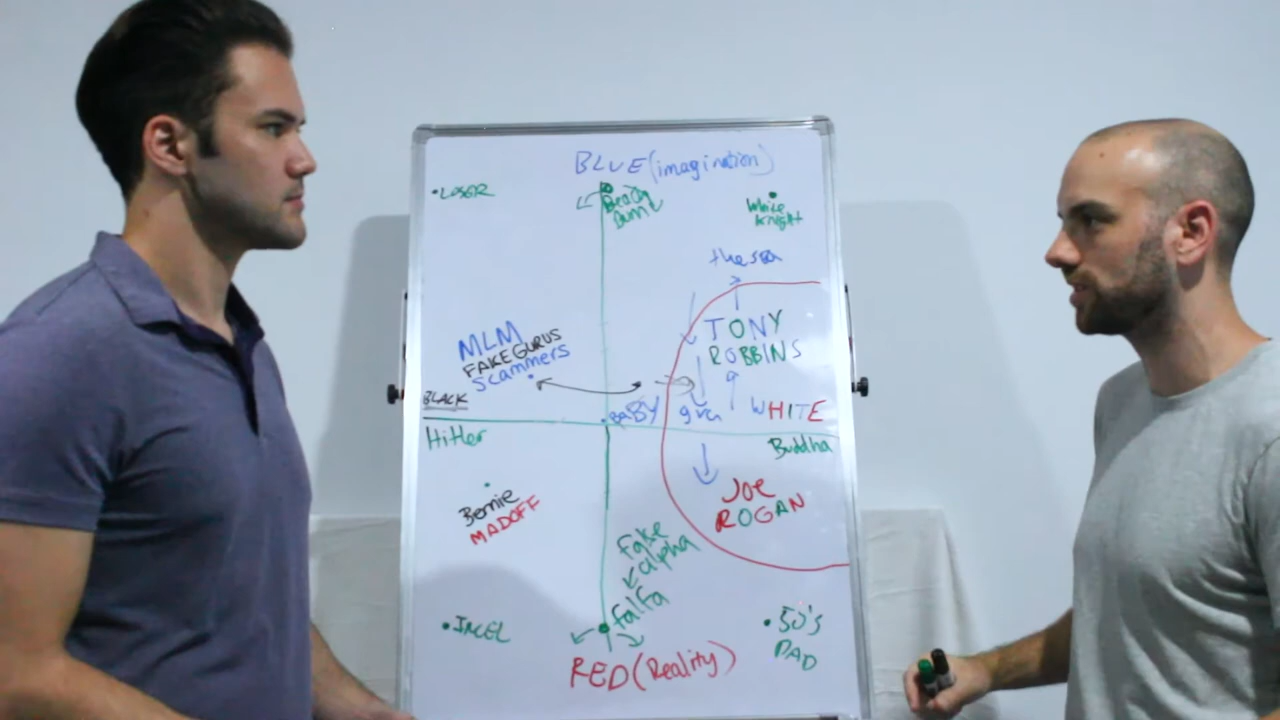 BLUE (imagination)
•LOSER
Beach
Bum
White
Knight
the sea
TONY
ROBBINS
MLM
FAKE GURUS
Scammers
BLACK
BABY
WHITE
Hitler
Buddha
Bernie
MADOFF
JOE
ROGAN
fake
alpha
falfa
•INCEL
•50's
DAD
RED (Reality)